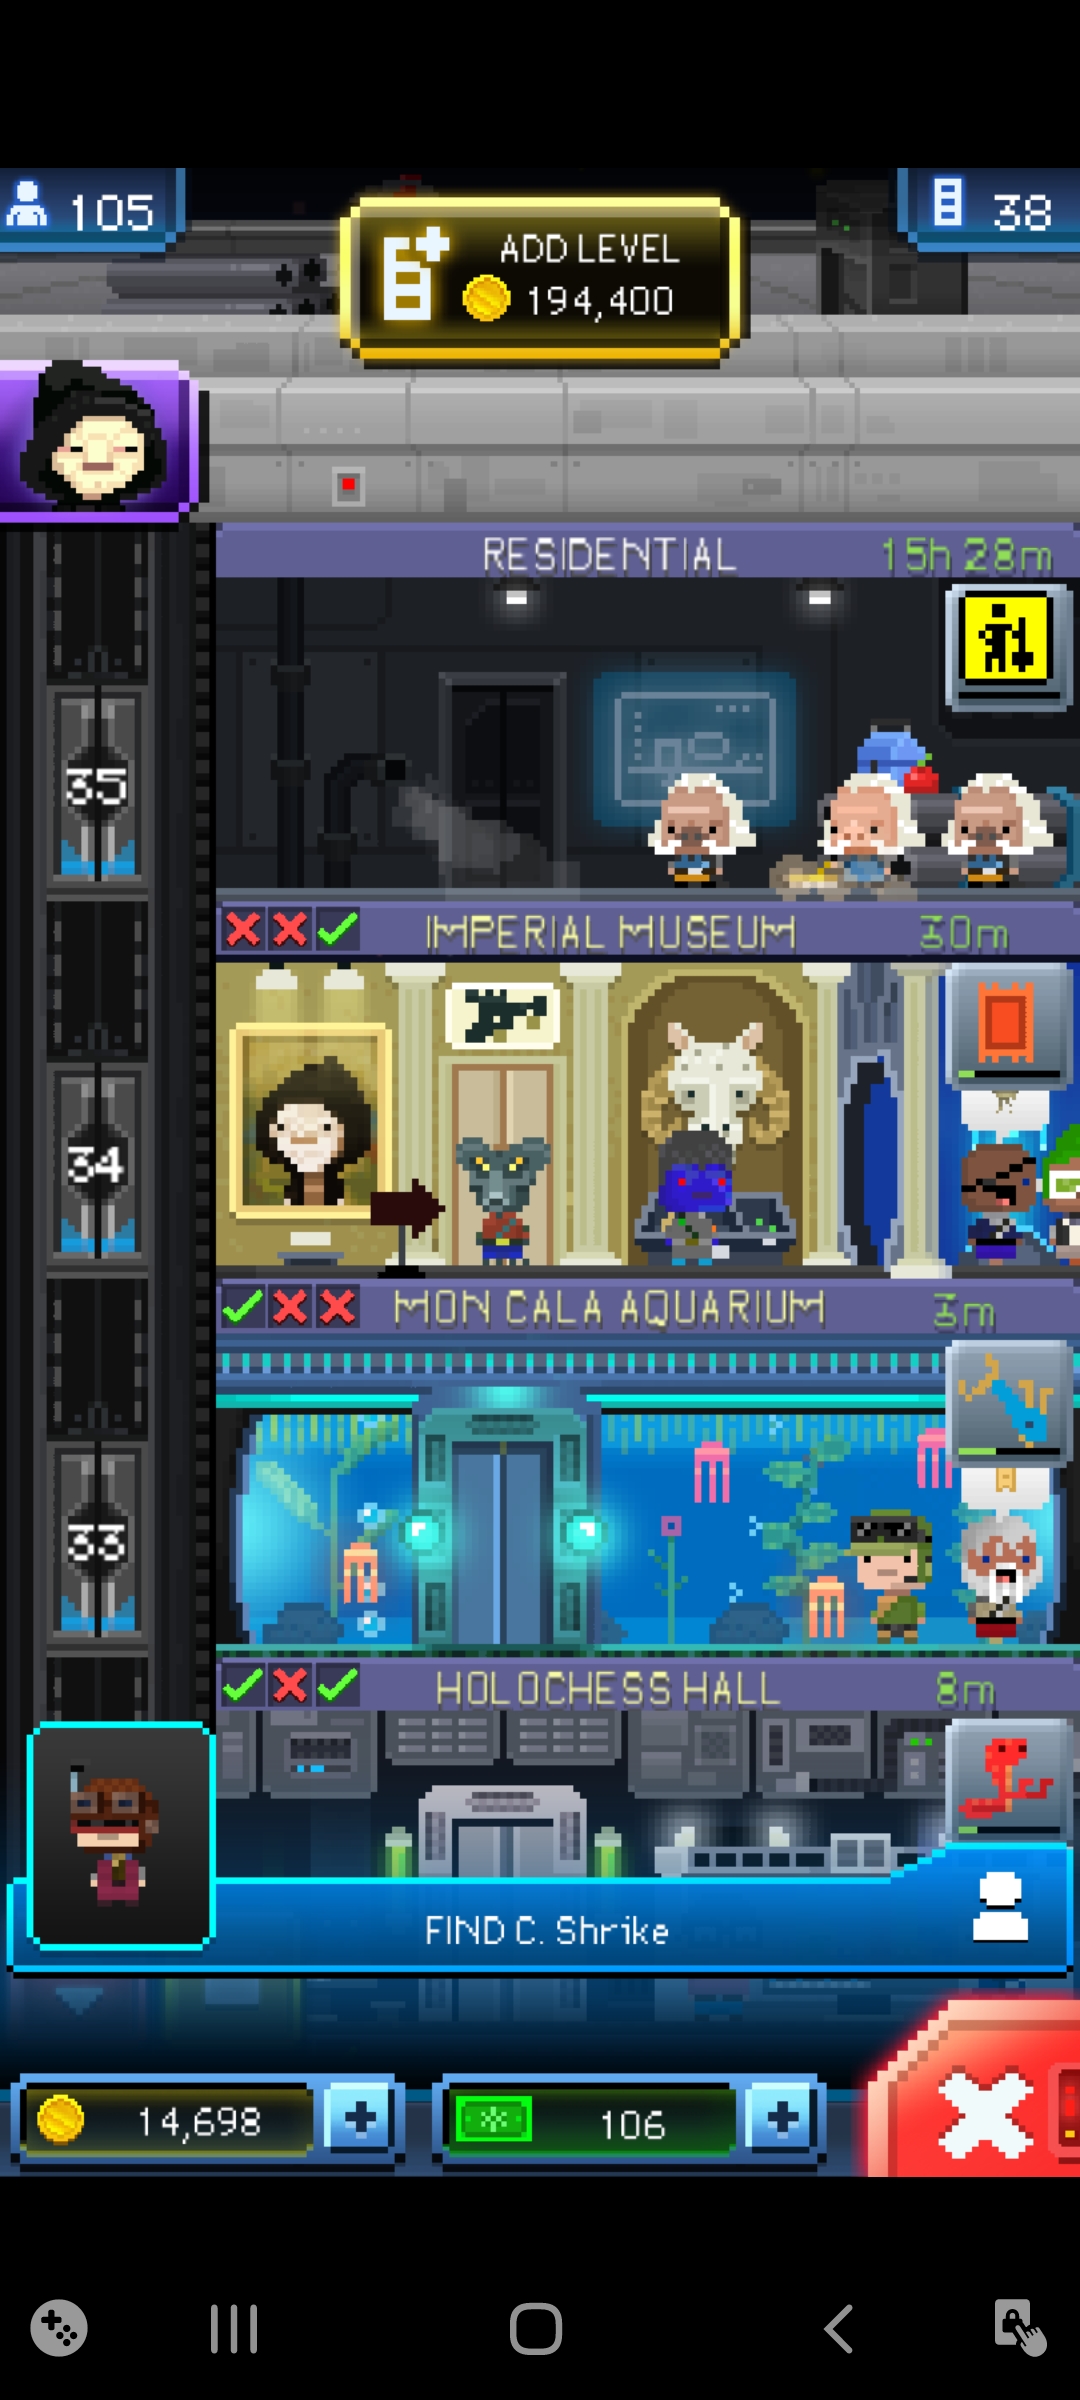 105
ADD LEVEL
194,400
38
RESIDENTIAL 15h 28m
35
IMPERIAL MUSEUM 30m
34
MON CALA AQUARIUM 3m
33
HOLOCHESS HALL 8m
FIND C. Shrike
14,698
106